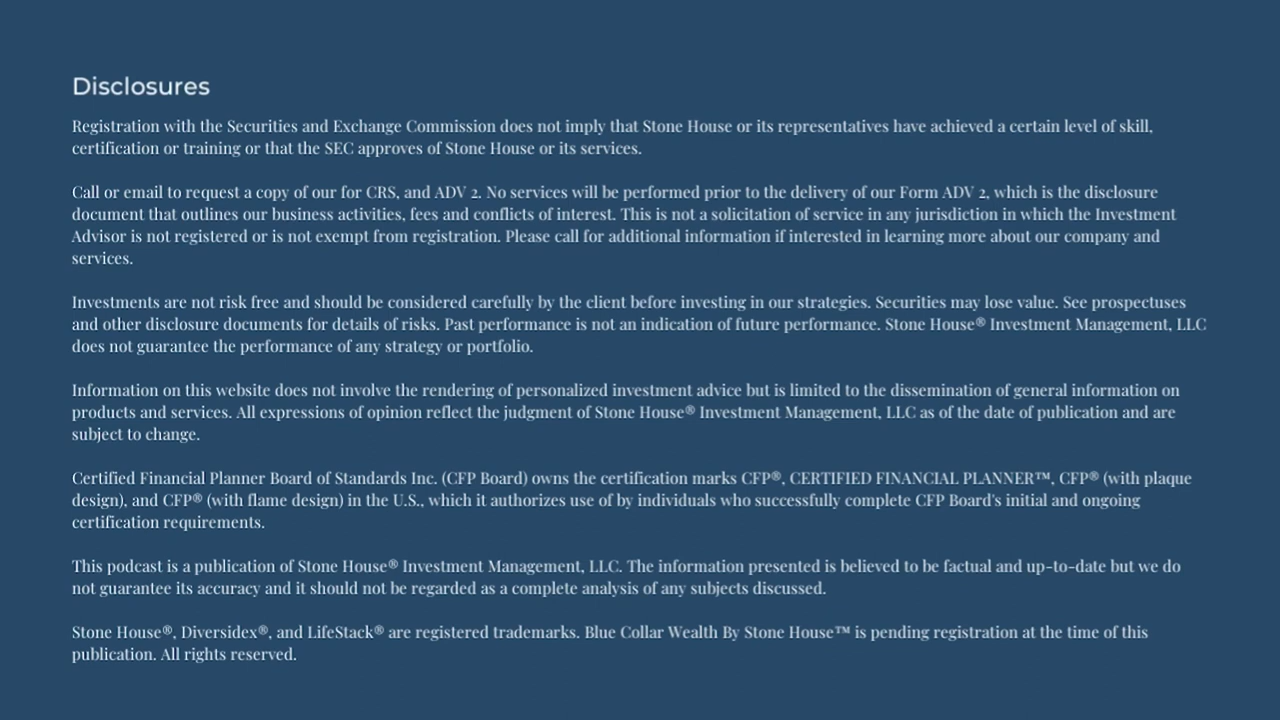 Disclosures
Registration with the Securities and Exchange Commission does not imply that Stone House or its representatives have achieved a certain level of skill,
certification or training or that the SEC approves of Stone House or its services.
Call or email to request a copy of our for CRS, and ADV 2. No services will be performed prior to the delivery of our Form ADV 2, which is the disclosure
document that outlines our business activities, fees and conflicts of interest. This is not a solicitation of service in any jurisdiction in which the Investment
Advisor is not registered or is not exempt from registration. Please call for additional information if interested in learning more about our company and
services.
Investments are not risk free and should be considered carefully by the client before investing in our strategies. Securities may lose value. See prospectuses
and other disclosure documents for details of risks. Past performance is not an indication of future performance. Stone House® Investment Management, LLC
does not guarantee the performance of any strategy or portfolio.
Information on this website does not involve the rendering of personalized investment advice but is limited to the dissemination of general information on
products and services. All expressions of opinion reflect the judgment of Stone House® Investment Management, LLC as of the date of publication and are
subject to change.
Certified Financial Planner Board of Standards Inc. (CFP Board) owns the certification marks CFP®, CERTIFIED FINANCIAL PLANNER™, CFP® (with plaque
design), and CFP® (with flame design) in the U.S., which it authorizes use of by individuals who successfully complete CFP Board's initial and ongoing
certification requirements.
This podcast is a publication of Stone House® Investment Management, LLC. The information presented is believed to be factual and up-to-date but we do
not guarantee its accuracy and it should not be regarded as a complete analysis of any subjects discussed.
Stone House®, Diversidex®, and LifeStack® are registered trademarks. Blue Collar Wealth By Stone House™ is pending registration at the time of this
publication. All rights reserved.